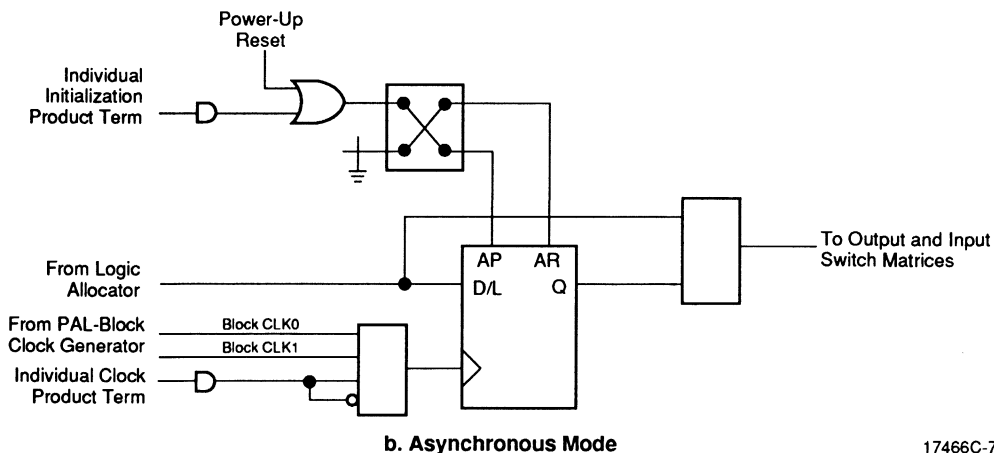 Power-Up
Reset
Individual
Initialization
Product Term
AP
AR
D/L
Q
To Output and Input
Switch Matrices
From Logic
Allocator
From PAL-Block
Clock Generator
Block CLK0
Block CLK1
Individual Clock
Product Term
b. Asynchronous Mode
17466C-7